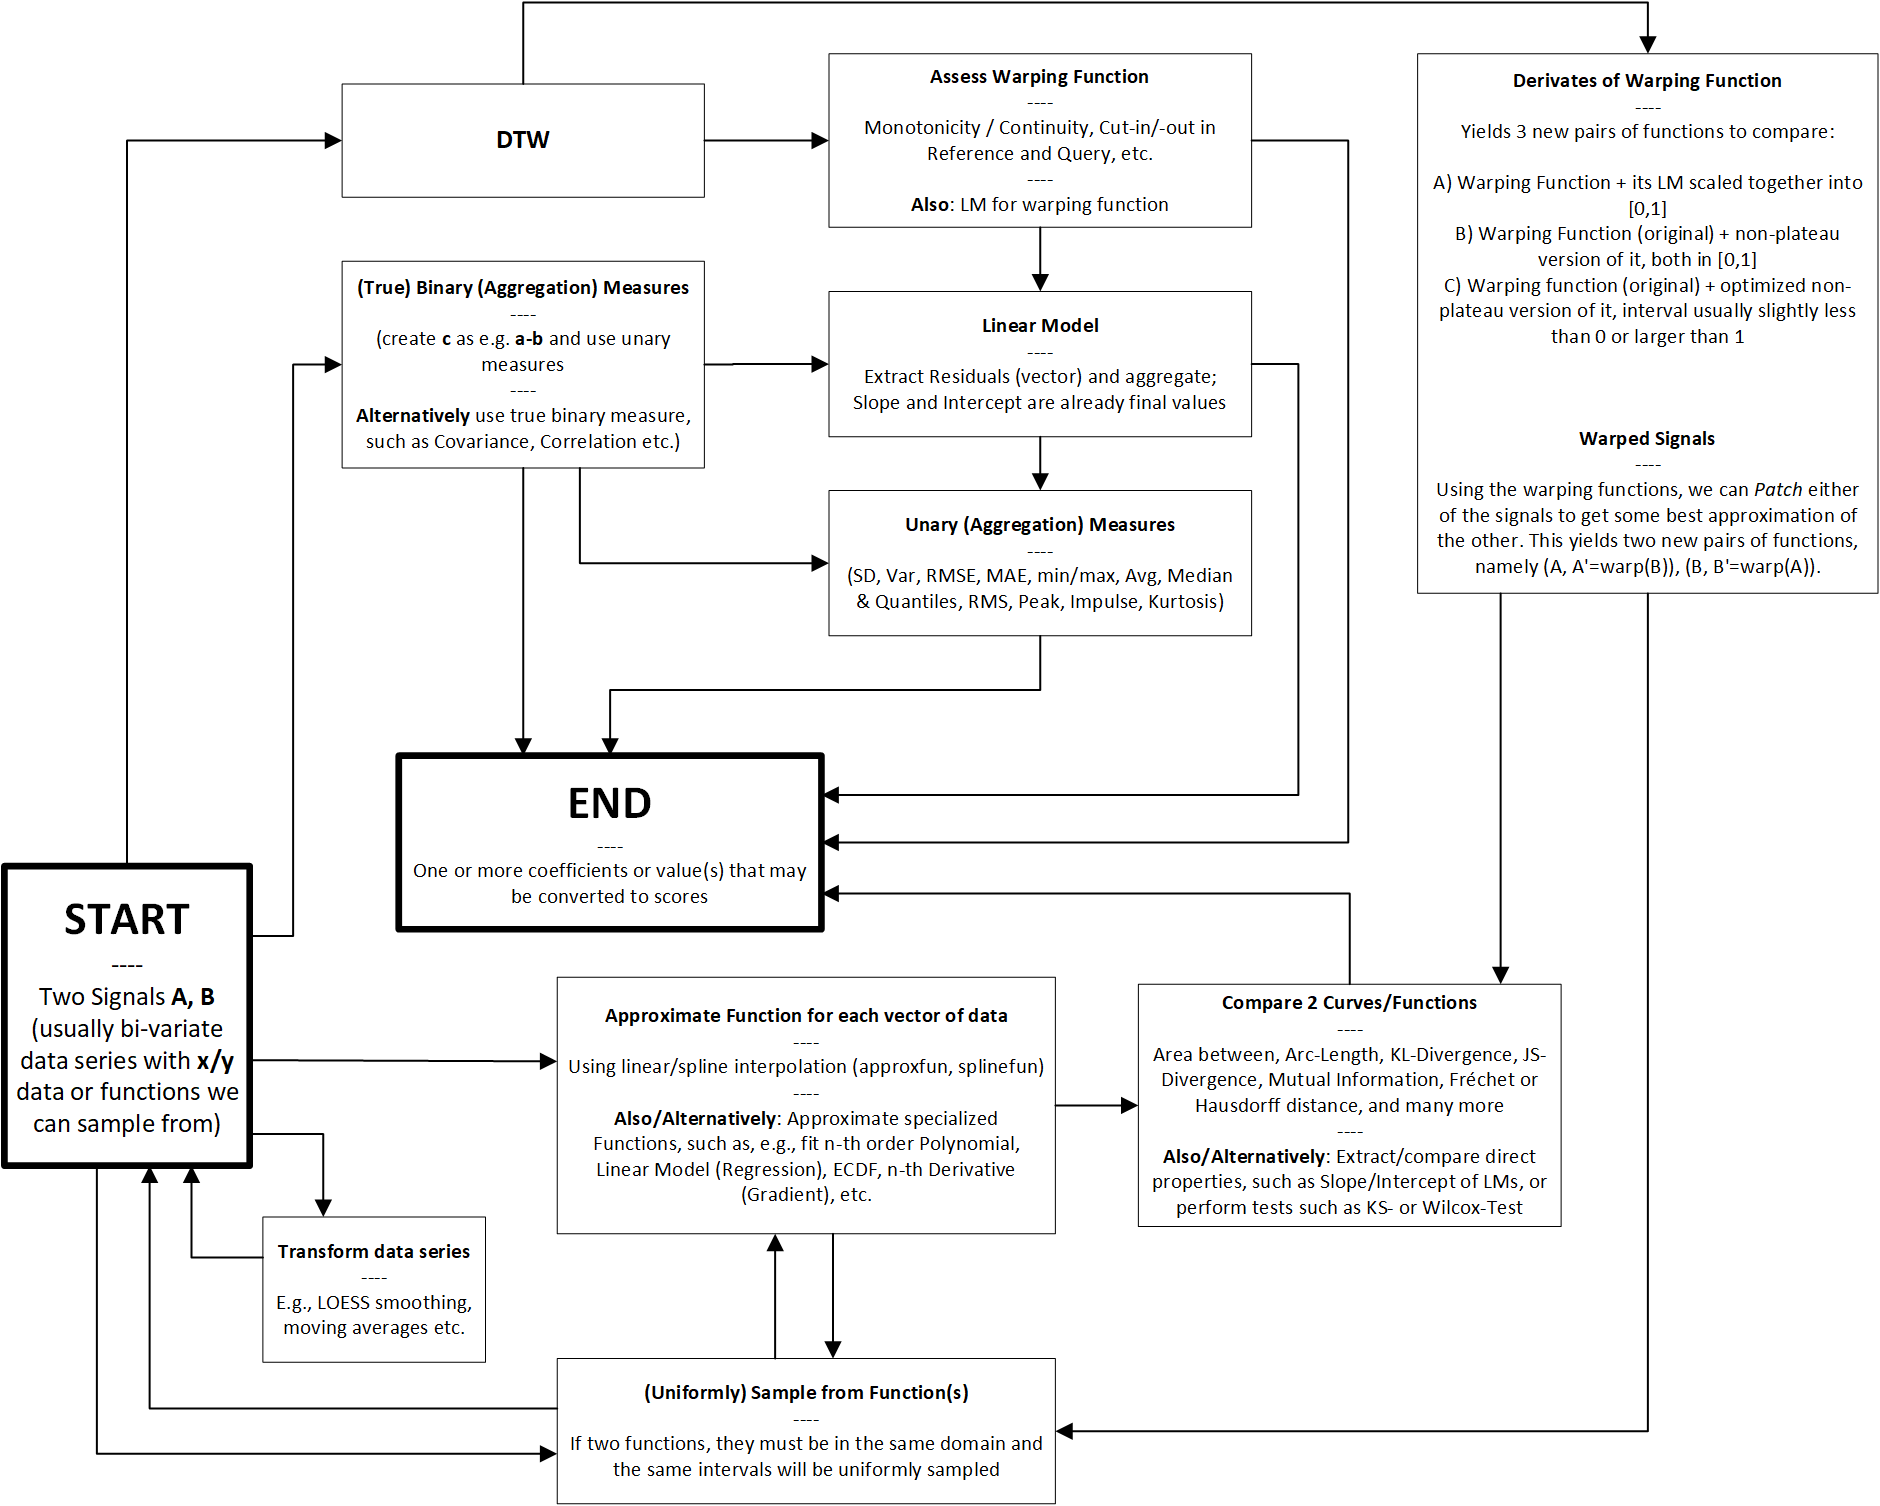 DTW
Assess Warping Function
----
Monotonicity / Continuity, Cut-in/-out in
Reference and Query, etc.
----
Also: LM for warping function
Derivates of Warping Function
----
Yields 3 new pairs of functions to compare:
A) Warping Function + its LM scaled together into
[0,1]
B) Warping Function (original) + non-plateau
version of it, both in [0,1]
C) Warping function (original) + optimized non-
plateau version of it, interval usually slightly less
than 0 or larger than 1
Warped Signals
----
Using the warping functions, we can Patch either
of the signals to get some best approximation of
the other. This yields two new pairs of functions,
namely (A, A'=warp(B)), (B, B'=warp(A)).
(True) Binary (Aggregation) Measures
----
(create c as e.g. a-b and use unary
measures
----
Alternatively use true binary measure,
such as Covariance, Correlation etc.)
Linear Model
----
Extract Residuals (vector) and aggregate;
Slope and Intercept are already final values
Unary (Aggregation) Measures
----
(SD, Var, RMSE, MAE, min/max, Avg, Median
& Quantiles, RMS, Peak, Impulse, Kurtosis)
END
----
One or more coefficients or value(s) that may
be converted to scores
START
----
Two Signals A, B
(usually bi-variate
data series with x/y
data or functions we
can sample from)
Approximate Function for each vector of data
----
Using linear/spline interpolation (approxfun, splinefun)
----
Also/Alternatively: Approximate specialized
Functions, such as, e.g., fit n-th order Polynomial,
Linear Model (Regression), ECDF, n-th Derivative
(Gradient), etc.
Compare 2 Curves/Functions
----
Area between, Arc-Length, KL-Divergence, JS-
Divergence, Mutual Information, Fréchet or
Hausdorff distance, and many more
----
Also/Alternatively: Extract/compare direct
properties, such as Slope/Intercept of LMs, or
perform tests such as KS- or Wilcox-Test
Transform data series
----
E.g., LOESS smoothing,
moving averages etc.
(Uniformly) Sample from Function(s)
----
If two functions, they must be in the same domain and
the same intervals will be uniformly sampled